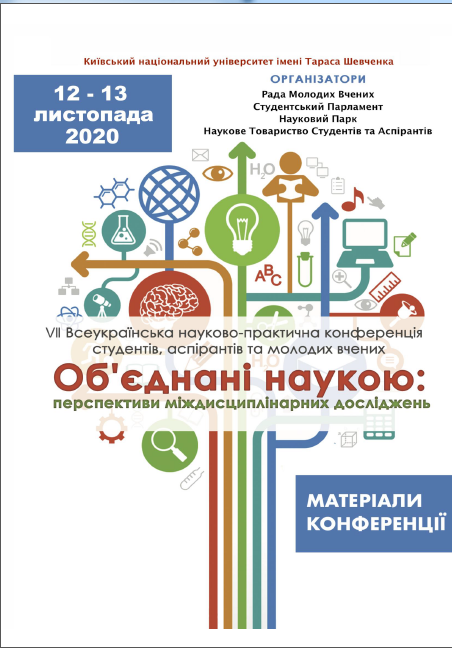 Київський національний університет імені Тараса Шевченка
12 - 13
листопада
2020
ОРГАНІЗАТОРИ
Рада Молодих Вчених
Студентський Парламент
Науковий Парк
Наукове Товариство Студентів та Аспірантів
H₂O
ABC
VII Всеукраїнська науково-практична конференція
студентів, аспірантів та молодих вчених
Об'єднані наукою:
перспективи міждисциплінарних досліджень
МАТЕРІАЛИ
КОНФЕРЕНЦІЇ